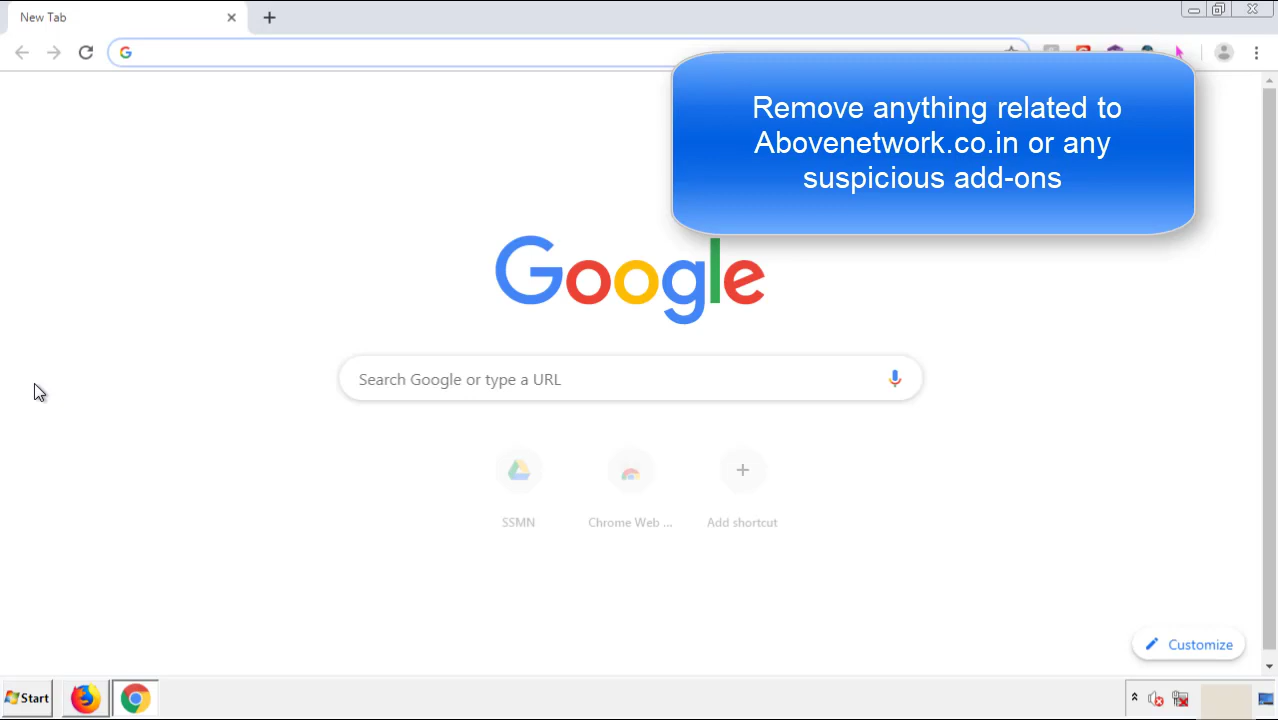 New Tab
Remove anything related to
Abovenetwork.co.in or any
suspicious add-ons
Google
Search Google or type a URL
SSMN
Chrome Web ...
Add shortcut
Customize
Start